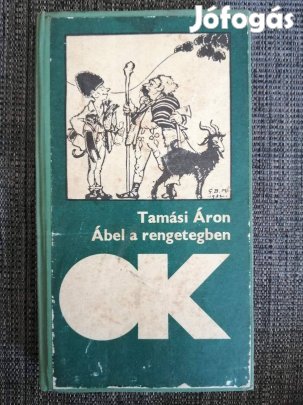 Jófogás
Tamási Áron
Ábel a rengetegben
OK